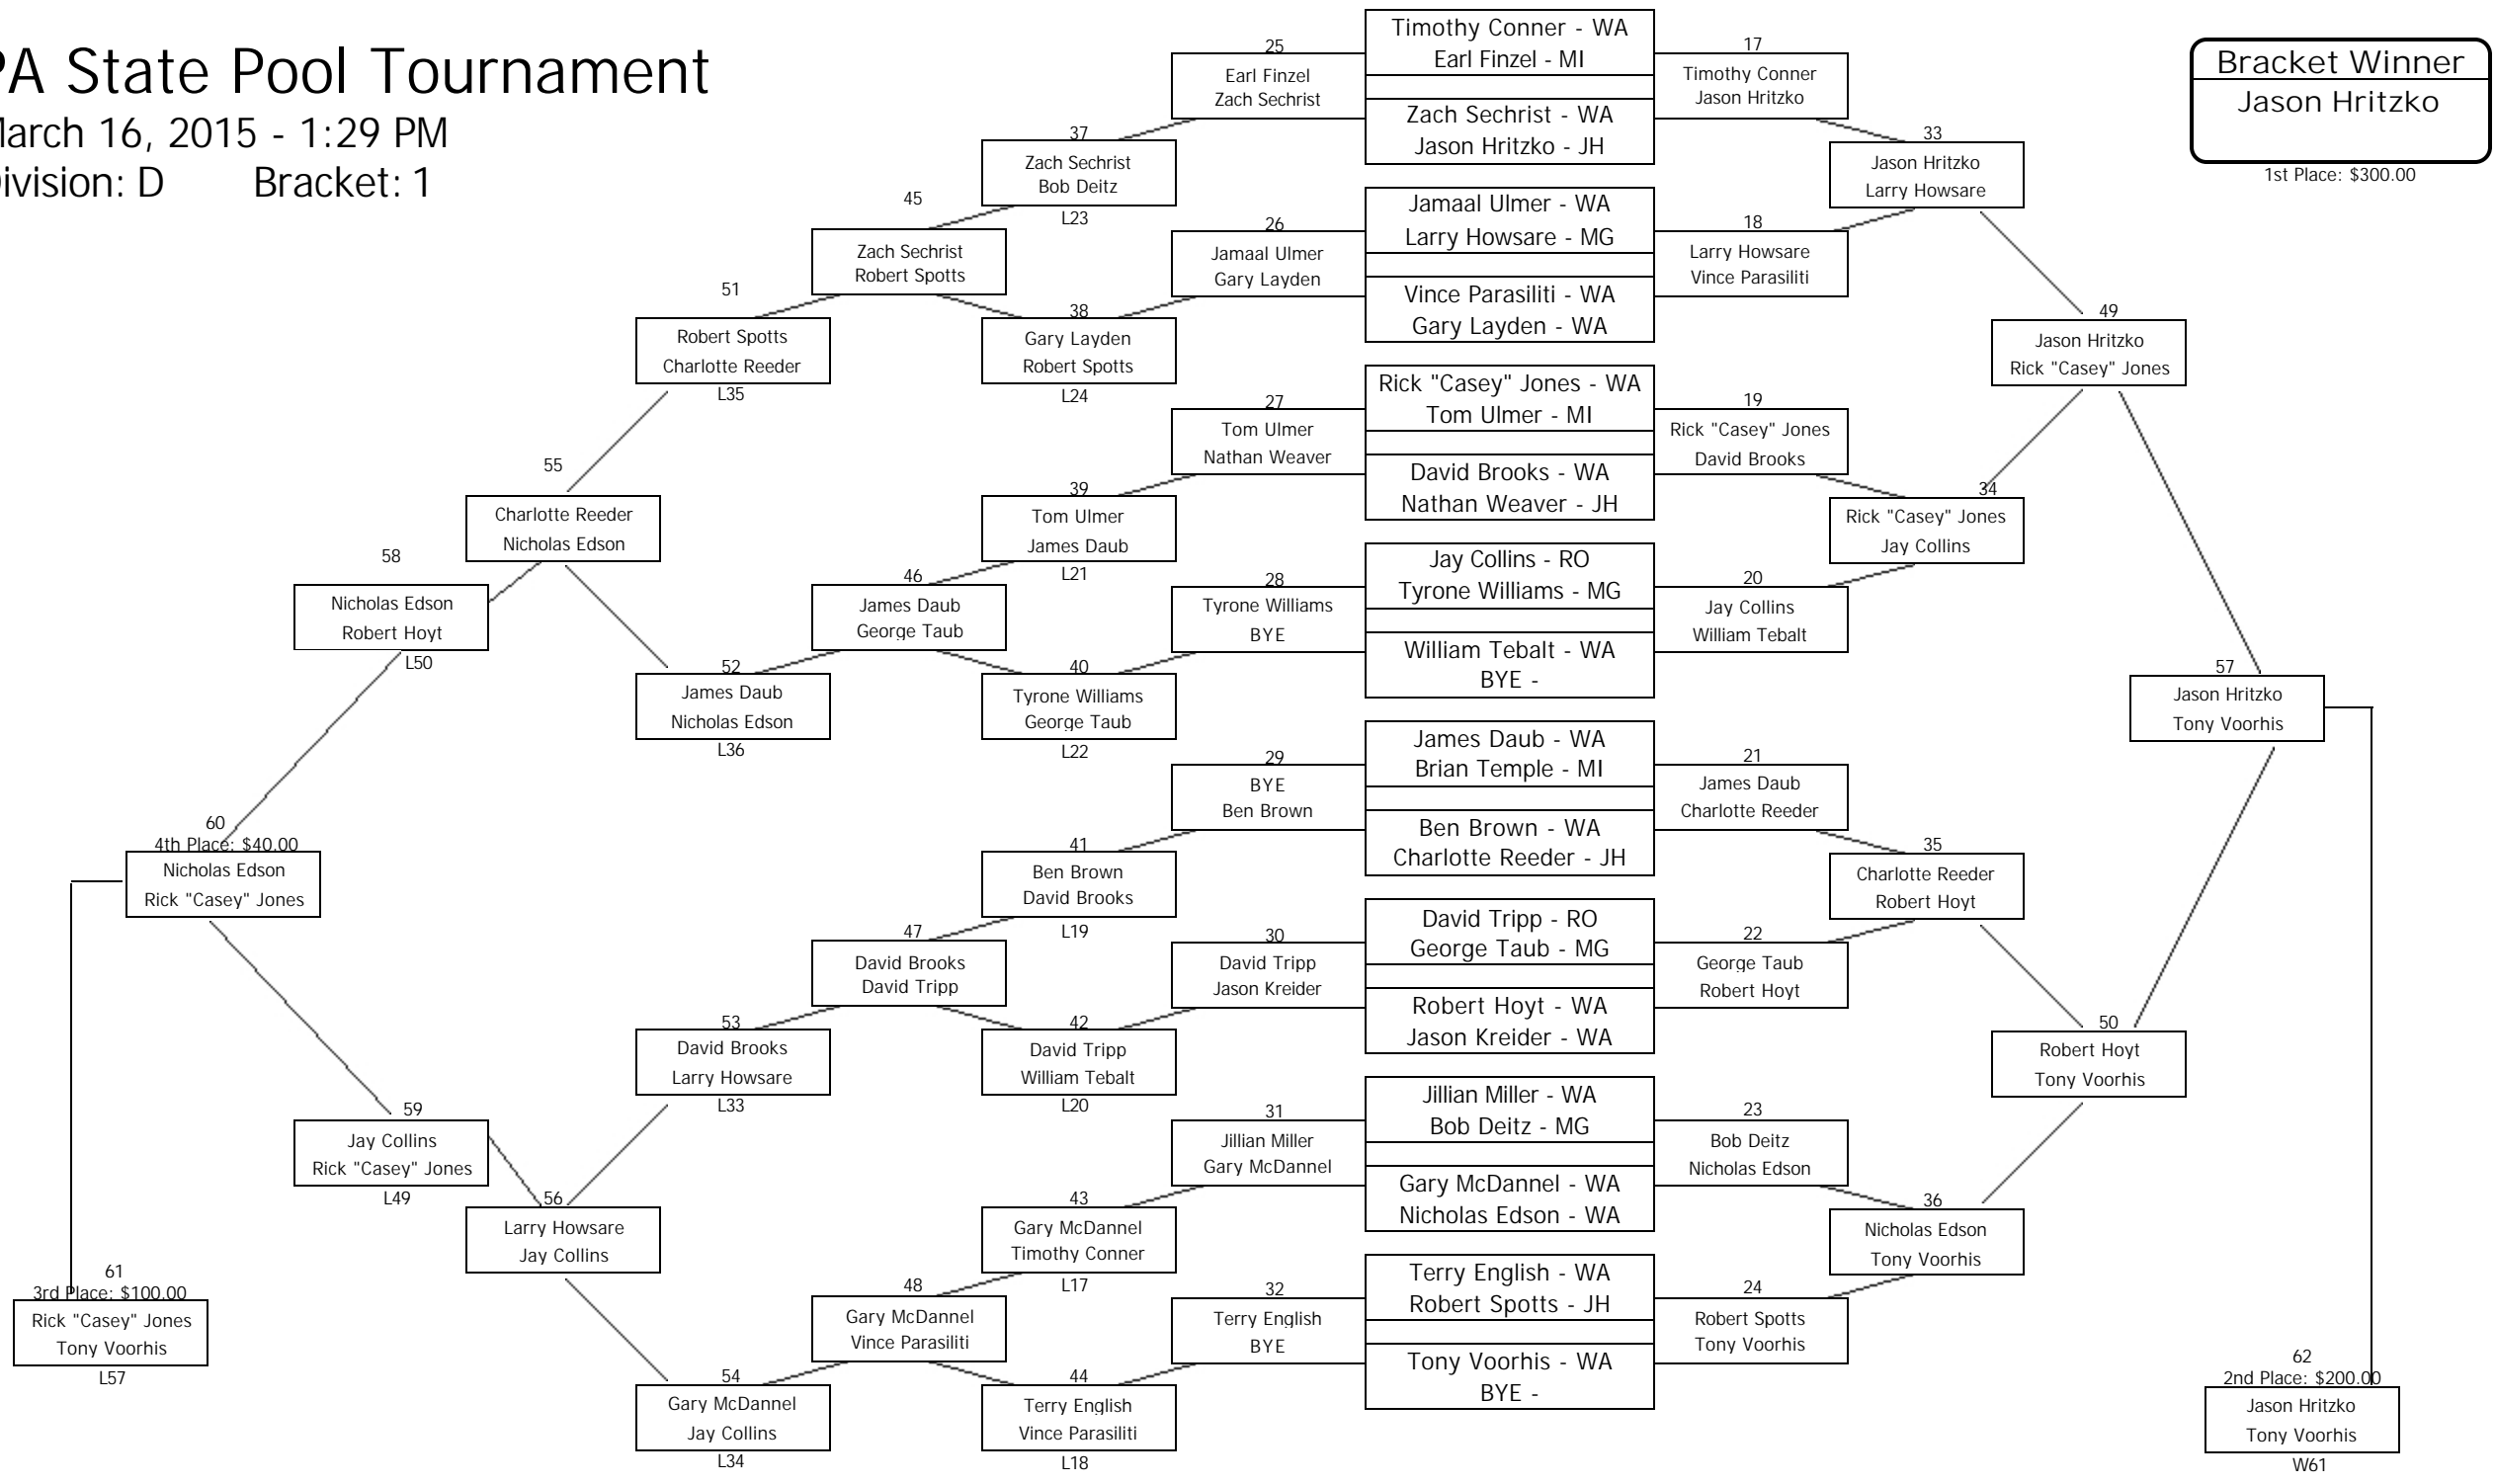 PA State Pool Tournament
March 16, 2015 - 1:29 PM
Division: D Bracket: 1
Bracket Winner
Jason Hritzko
1st Place: $300.00
Timothy Conner - WA
Earl Finzel - MI
Zach Sechrist - WA
Jason Hritzko - JH
Jamaal Ulmer - WA
Larry Howsare - MG
Vince Parasiliti - WA
Gary Layden - WA
Rick "Casey" Jones - WA
Tom Ulmer - MI
David Brooks - WA
Nathan Weaver - JH
Jay Collins - RO
Tyrone Williams - MG
William Tebalt - WA
BYE -
James Daub - WA
Brian Temple - MI
Ben Brown - WA
Charlotte Reeder - JH
David Tripp - RO
George Taub - MG
Robert Hoyt - WA
Jason Kreider - WA
Jillian Miller - WA
Bob Deitz - MG
Gary McDannel - WA
Nicholas Edson - WA
Terry English - WA
Robert Spotts - JH
Tony Voorhis - WA
BYE -
17
Timothy Conner
Jason Hritzko
18
Larry Howsare
Vince Parasiliti
19
Rick "Casey" Jones
David Brooks
20
Jay Collins
William Tebalt
21
James Daub
Charlotte Reeder
22
George Taub
Robert Hoyt
23
Bob Deitz
Nicholas Edson
24
Robert Spotts
Tony Voorhis
25
Earl Finzel
Zach Sechrist
26
Jamaal Ulmer
Gary Layden
27
Tom Ulmer
Nathan Weaver
28
Tyrone Williams
BYE
29
BYE
Ben Brown
30
David Tripp
Jason Kreider
31
Jillian Miller
Gary McDannel
32
Terry English
BYE
33
Jason Hritzko
Larry Howsare
34
Rick "Casey" Jones
Jay Collins
35
Charlotte Reeder
Robert Hoyt
36
Nicholas Edson
Tony Voorhis
37
Zach Sechrist
Bob Deitz
L23
38
Gary Layden
Robert Spotts
L24
39
Tom Ulmer
James Daub
L21
40
Tyrone Williams
George Taub
L22
41
Ben Brown
David Brooks
L19
42
David Tripp
William Tebalt
L20
43
Gary McDannel
Timothy Conner
L17
44
Terry English
Vince Parasiliti
L18
45
Zach Sechrist
Robert Spotts
46
James Daub
George Taub
47
David Brooks
David Tripp
48
Gary McDannel
Vince Parasiliti
49
Jason Hritzko
Rick "Casey" Jones
50
Robert Hoyt
Tony Voorhis
51
Robert Spotts
Charlotte Reeder
L35
52
James Daub
Nicholas Edson
L36
53
David Brooks
Larry Howsare
L33
54
Gary McDannel
Jay Collins
L34
55
Charlotte Reeder
Nicholas Edson
56
Larry Howsare
Jay Collins
57
Jason Hritzko
Tony Voorhis
58
Nicholas Edson
Robert Hoyt
L50
59
Jay Collins
Rick "Casey" Jones
L49
60
4th Place: $40.00
Nicholas Edson
Rick "Casey" Jones
61
3rd Place: $100.00
Rick "Casey" Jones
Tony Voorhis
L57
62
2nd Place: $200.00
Jason Hritzko
Tony Voorhis
W61